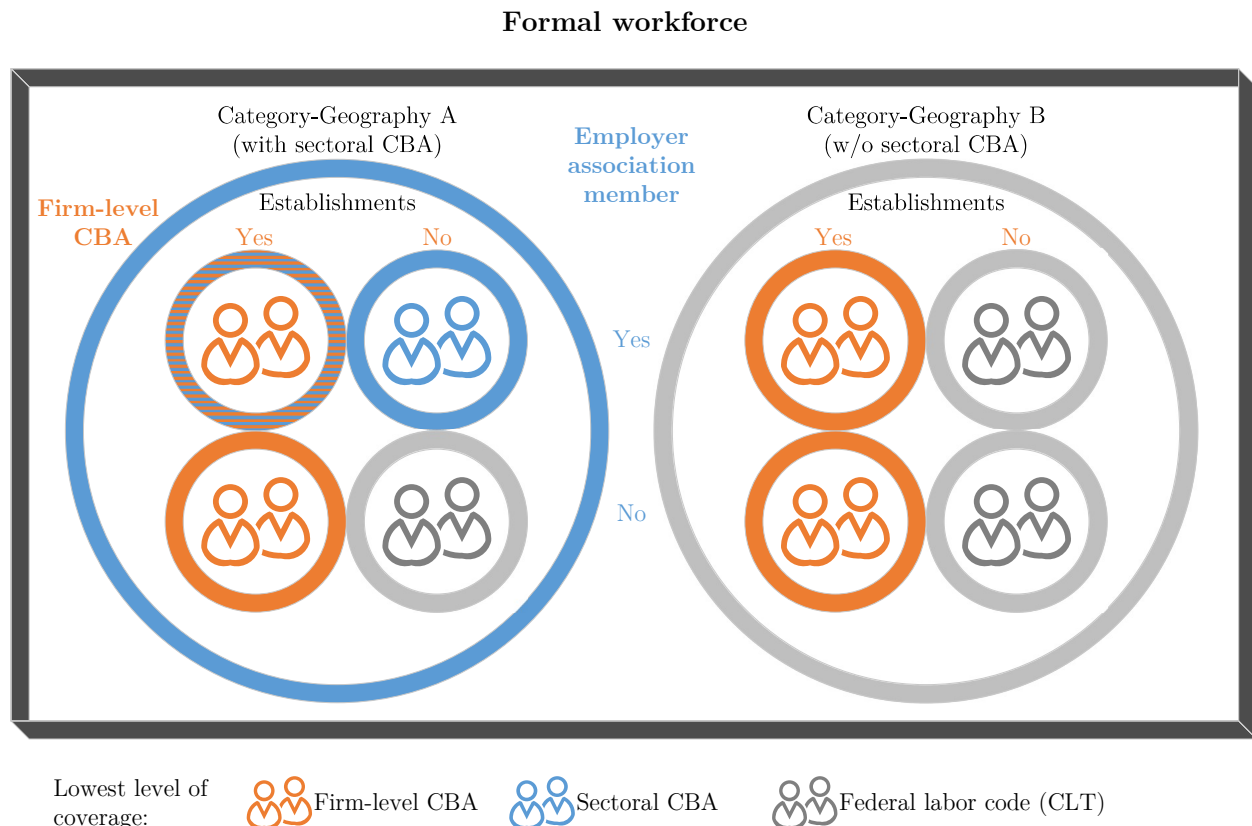 Formal workforce
Category-Geography A
(with sectoral CBA)
Employer
association
member
Category-Geography B
(w/o sectoral CBA)
Firm-level
CBA
Establishments
Yes
No
Establishments
Yes
No
Yes
No
Lowest level of
coverage:
Firm-level CBA
Sectoral CBA
Federal labor code (CLT)